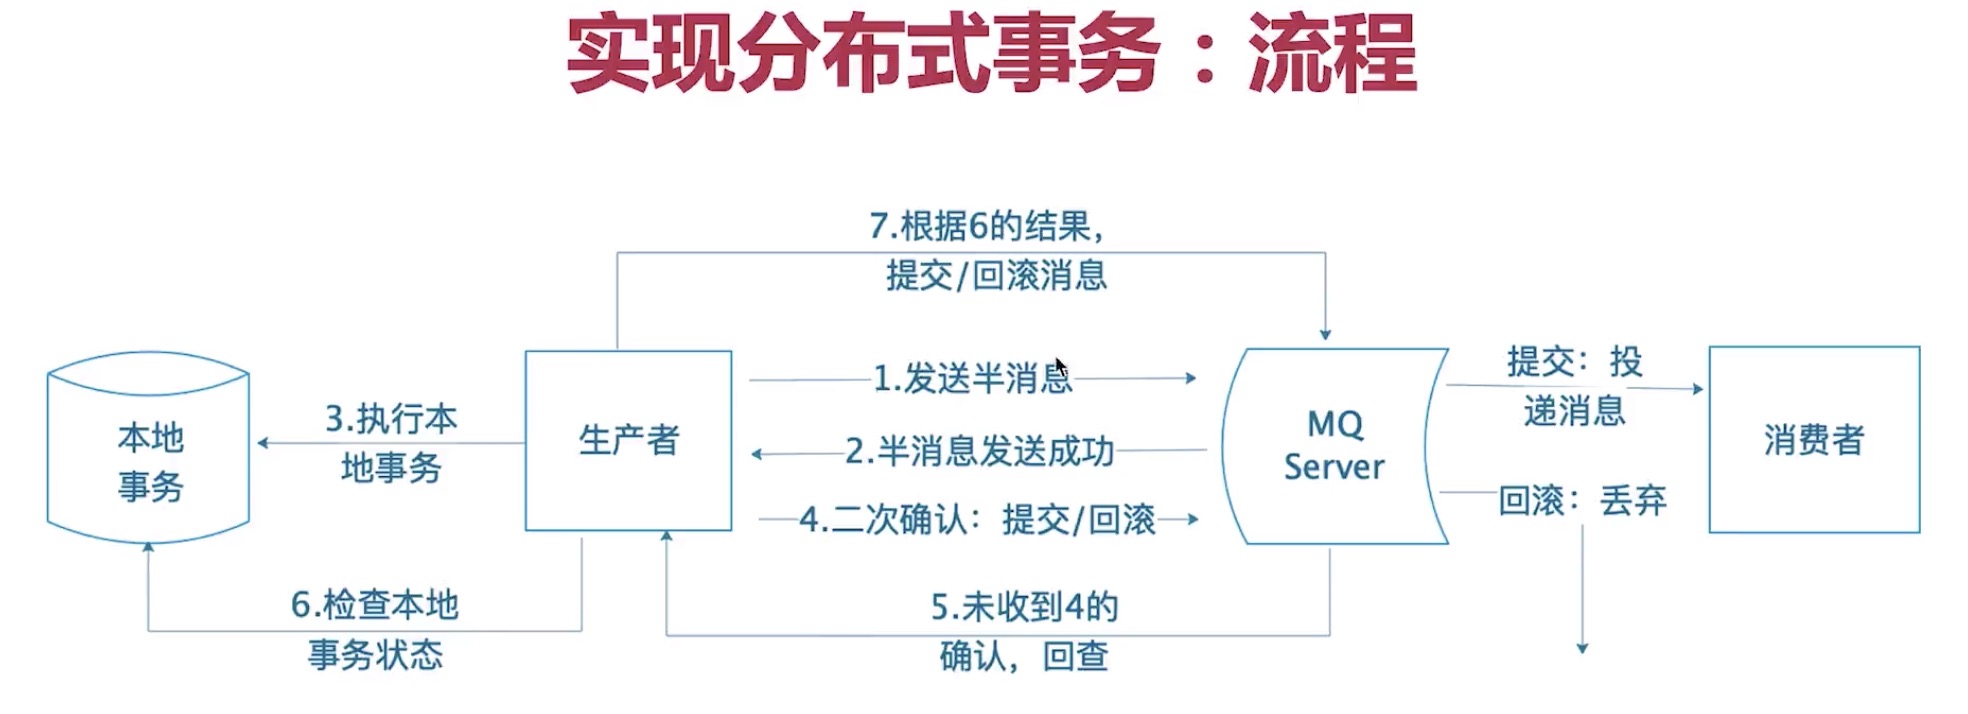 实现分布式事务：流程
7.根据6的结果，
提交/回滚消息
1.发送半消息
提交：投
递消息
3.执行本
地事务
本地
事务
生产者
2.半消息发送成功
MQ
Server
消费者
4.二次确认：提交/回滚
回滚：丢弃
6.检查本地
事务状态
5.未收到4的
确认，回查